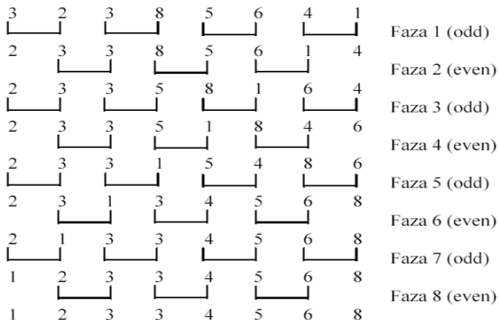 3 2 3 8 5 6 4 1
Faza 1 (odd)
2 3 3 8 5 6 1 4
Faza 2 (even)
2 3 3 5 8 1 6 4
Faza 3 (odd)
2 3 3 5 1 8 4 6
Faza 4 (even)
2 3 3 1 5 4 8 6
Faza 5 (odd)
2 3 1 3 4 5 6 8
Faza 6 (even)
2 1 3 3 4 5 6 8
Faza 7 (odd)
1 2 3 3 4 5 6 8
Faza 8 (even)
1 2 3 3 4 5 6 8